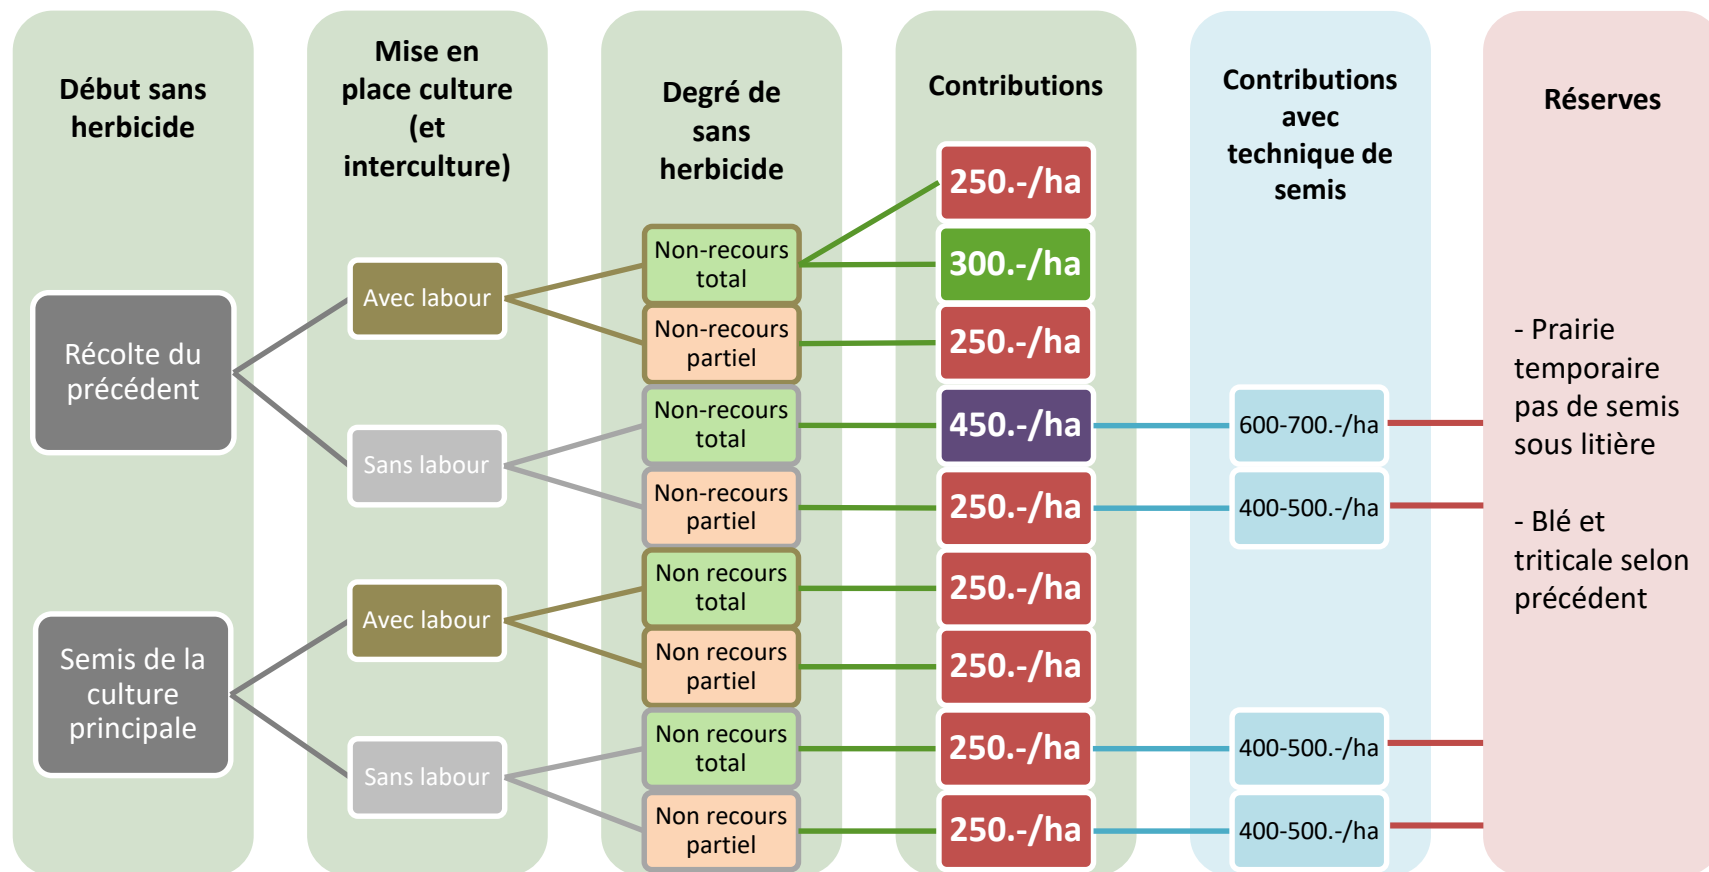 Début sans
herbicide
Récolte du
précédent
Semis de la
culture
principale
Mise en
place culture
(et
interculture)
Avec labour
Sans labour
Avec labour
Sans labour
Degré de
sans
herbicide
Non-recours
total
Non-recours
partiel
Non-recours
total
Non-recours
partiel
Non recours
total
Non recours
partiel
Non recours
total
Non recours
partiel
Contributions
250.-/ha
300.-/ha
250.-/ha
450.-/ha
250.-/ha
250.-/ha
250.-/ha
250.-/ha
250.-/ha
Contributions
avec
technique de
semis
600-700.-/ha
400-500.-/ha
400-500.-/ha
400-500.-/ha
Réserves
- Prairie
temporaire
pas de semis
sous litière
- Blé et
triticale selon
précédent